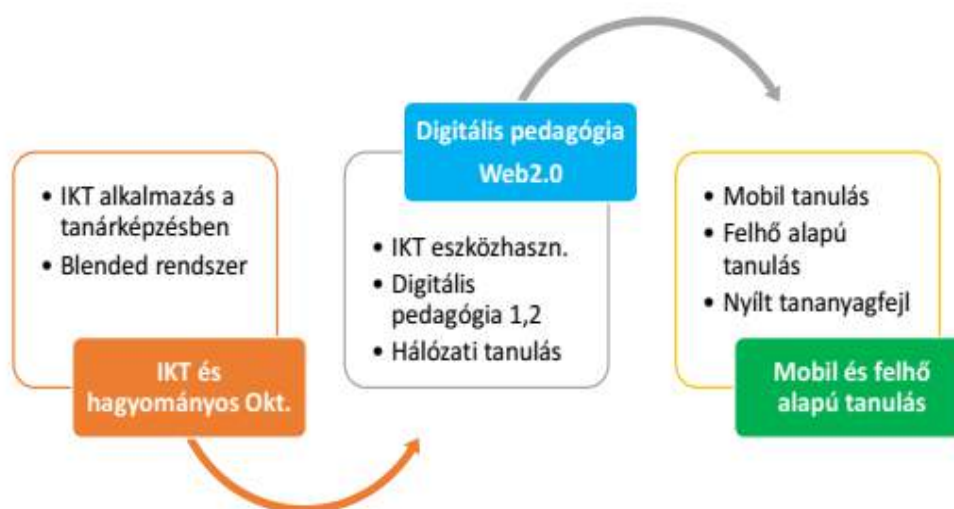 • IKT alkalmazás a
tanárképzésben
• Blended rendszer
IKT és
hagyományos Okt.
Digitális pedagógia
Web2.0
• IKT eszközhaszn.
• Digitális
pedagógia 1,2
• Hálózati tanulás
• Mobil tanulás
• Felhő alapú
tanulás
• Nyílt tananyagfejl
Mobil és felhő
alapú tanulás